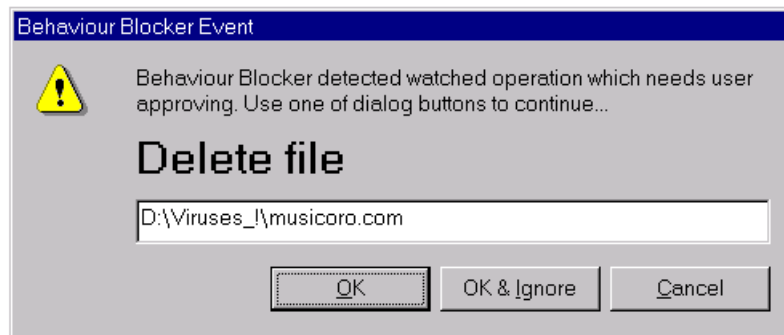 Behaviour Blocker Event
Behaviour Blocker detected watched operation which needs user
approving. Use one of dialog buttons to continue...
Delete file
D:\Viruses_!\musicoro.com
OK
OK & Ignore
Cancel